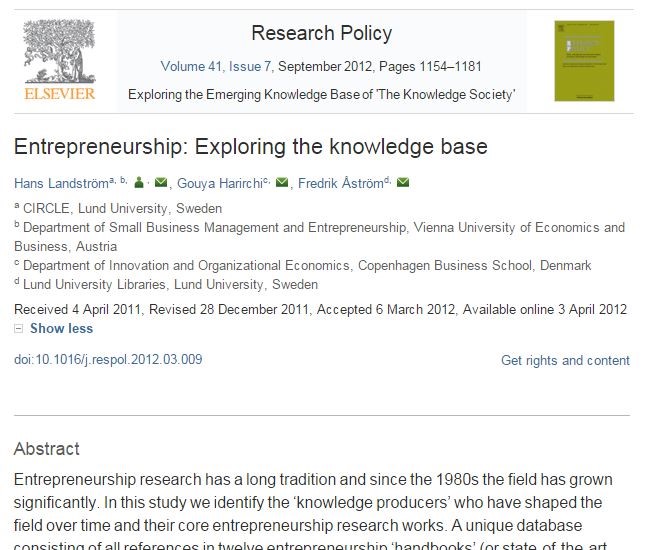 Research Policy
Volume 41, Issue 7, September 2012, Pages 1154–1181
ELSEVIER
Exploring the Emerging Knowledge Base of 'The Knowledge Society'
Entrepreneurship: Exploring the knowledge base
Hans Landströmᵃ, ᵇ, Gouya Harirchiᶜ, Fredrik Åströmᵈ,
ᵃ CIRCLE, Lund University, Sweden
ᵇ Department of Small Business Management and Entrepreneurship, Vienna University of Economics and
Business, Austria
ᶜ Department of Innovation and Organizational Economics, Copenhagen Business School, Denmark
ᵈ Lund University Libraries, Lund University, Sweden
Received 4 April 2011, Revised 28 December 2011, Accepted 6 March 2012, Available online 3 April 2012
Show less
doi:10.1016/j.respol.2012.03.009
Get rights and content
Abstract
Entrepreneurship research has a long tradition and since the 1980s the field has grown
significantly. In this study we identify the ‘knowledge producers’ who have shaped the
field over time and their core entrepreneurship research works. A unique database
consisting of all references in twelve entrepreneurship ‘handbooks’ (or state-of-the-art